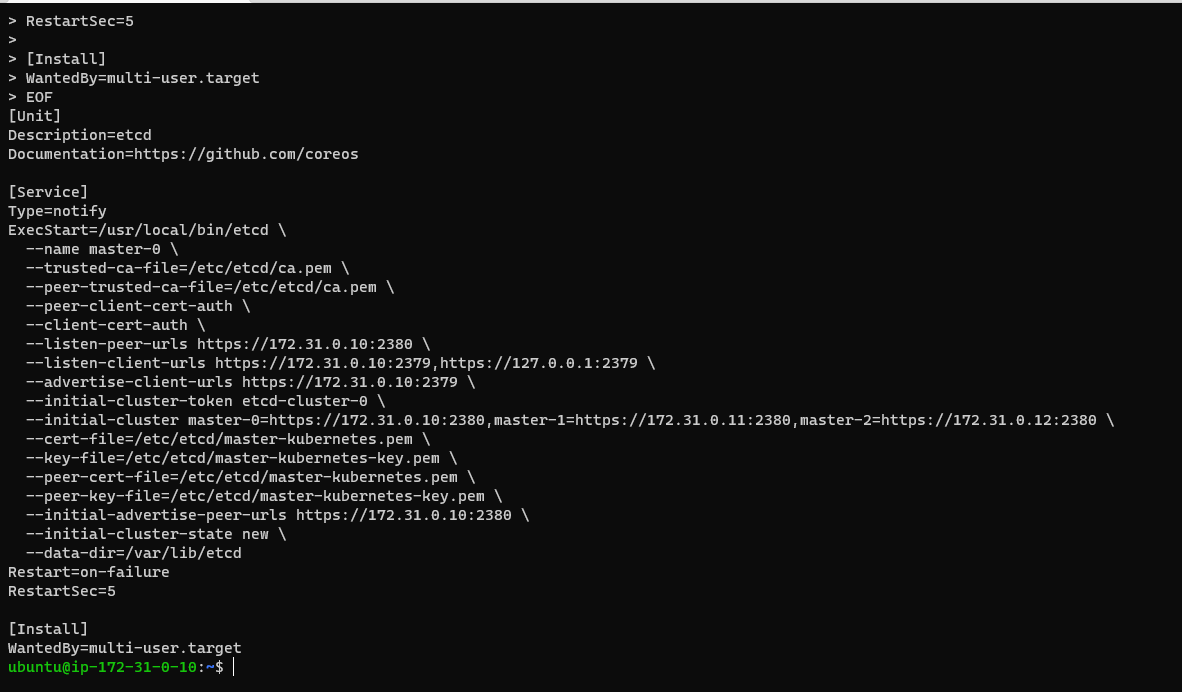 > RestartSec=5
>
> [Install]
> WantedBy=multi-user.target
> EOF
[Unit]
Description=etcd
Documentation=https://github.com/coreos

[Service]
Type=notify
ExecStart=/usr/local/bin/etcd \
  --name master-0 \
  --trusted-ca-file=/etc/etcd/ca.pem \
  --peer-trusted-ca-file=/etc/etcd/ca.pem \
  --peer-client-cert-auth \
  --client-cert-auth \
  --listen-peer-urls https://172.31.0.10:2380 \
  --listen-client-urls https://172.31.0.10:2379,https://127.0.0.1:2379 \
  --advertise-client-urls https://172.31.0.10:2379 \
  --initial-cluster-token etcd-cluster-0 \
  --initial-cluster master-0=https://172.31.0.10:2380,master-1=https://172.31.0.11:2380,master-2=https://172.31.0.12:2380 \
  --cert-file=/etc/etcd/master-kubernetes.pem \
  --key-file=/etc/etcd/master-kubernetes-key.pem \
  --peer-cert-file=/etc/etcd/master-kubernetes.pem \
  --peer-key-file=/etc/etcd/master-kubernetes-key.pem \
  --initial-advertise-peer-urls https://172.31.0.10:2380 \
  --initial-cluster-state new \
  --data-dir=/var/lib/etcd
Restart=on-failure
RestartSec=5

[Install]
WantedBy=multi-user.target
ubuntu@ip-172-31-0-10:~$